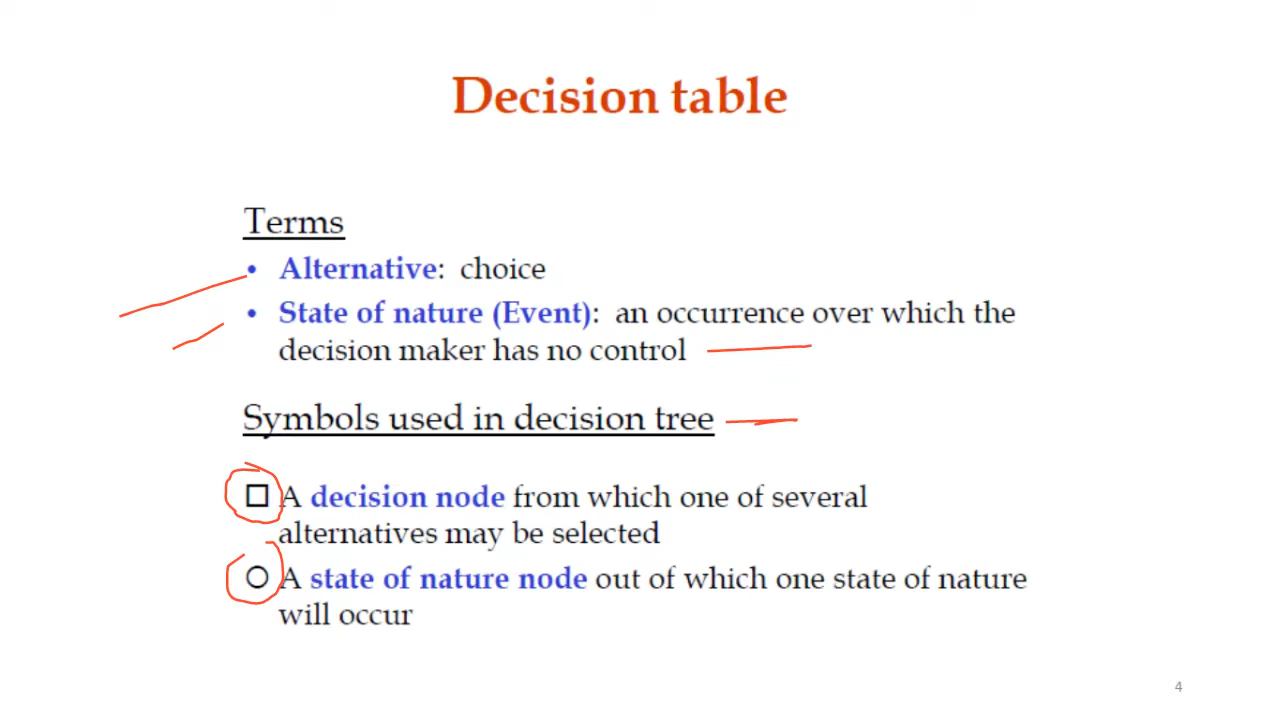 Decision table
Terms
• Alternative: choice
• State of nature (Event): an occurrence over which the
decision maker has no control
Symbols used in decision tree
□ A decision node from which one of several
alternatives may be selected
○ A state of nature node out of which one state of nature
will occur
4